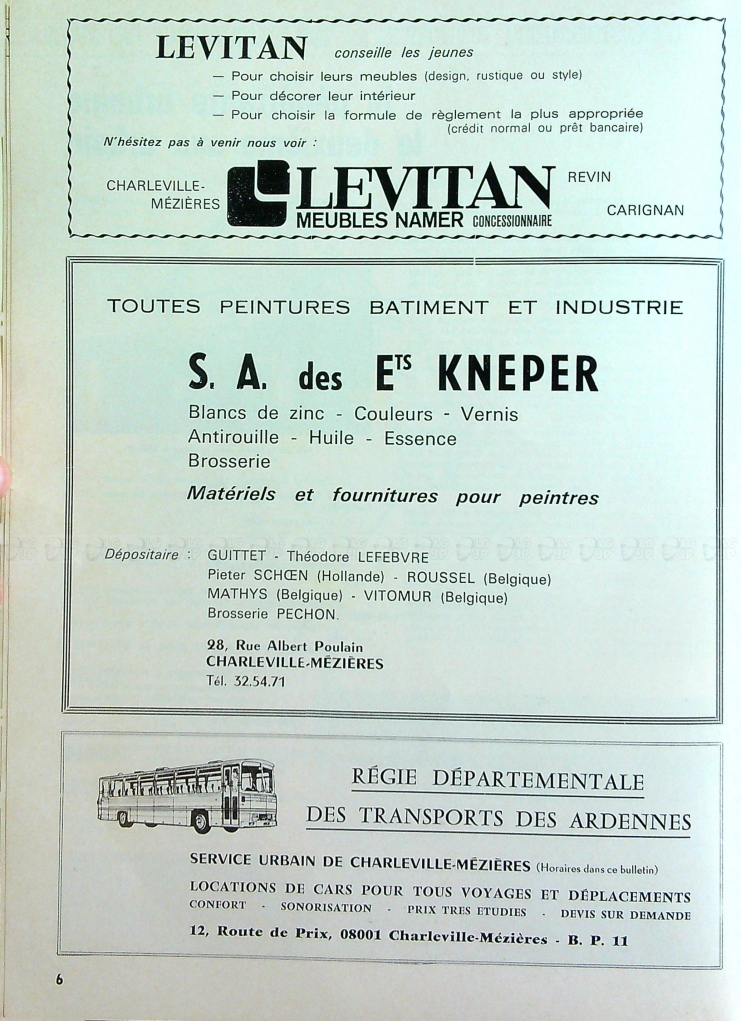 LEVITAN conseille les jeunes
— Pour choisir leurs meubles (design, rustique ou style)
— Pour décorer leur intérieur
— Pour choisir la formule de règlement la plus appropriée
(crédit normal ou prêt bancaire)
N'hésitez pas à venir nous voir :
CHARLEVILLE-
MÉZIÈRES
LEVITAN
MEUBLES NAMER CONCESSIONNAIRE
REVIN
CARIGNAN
TOUTES PEINTURES BATIMENT ET INDUSTRIE
S. A. des ETS KNEPER
Blancs de zinc - Couleurs - Vernis
Antirouille - Huile - Essence
Brosserie
Matériels et fournitures pour peintres
Dépositaire : GUITTET - Théodore LEFEBVRE
Pieter SCHŒN (Hollande) - ROUSSEL (Belgique)
MATHYS (Belgique) - VITOMUR (Belgique)
Brosserie PECHON.
28, Rue Albert Poulain
CHARLEVILLE-MÉZIÈRES
Tél. 32.54.71
RÉGIE DÉPARTEMENTALE
DES TRANSPORTS DES ARDENNES
SERVICE URBAIN DE CHARLEVILLE-MÉZIÈRES (Horaires dans ce bulletin)
LOCATIONS DE CARS POUR TOUS VOYAGES ET DÉPLACEMENTS
CONFORT - SONORISATION - PRIX TRES ETUDIES - DEVIS SUR DEMANDE
12, Route de Prix, 08001 Charleville-Mézières - B. P. 11
6